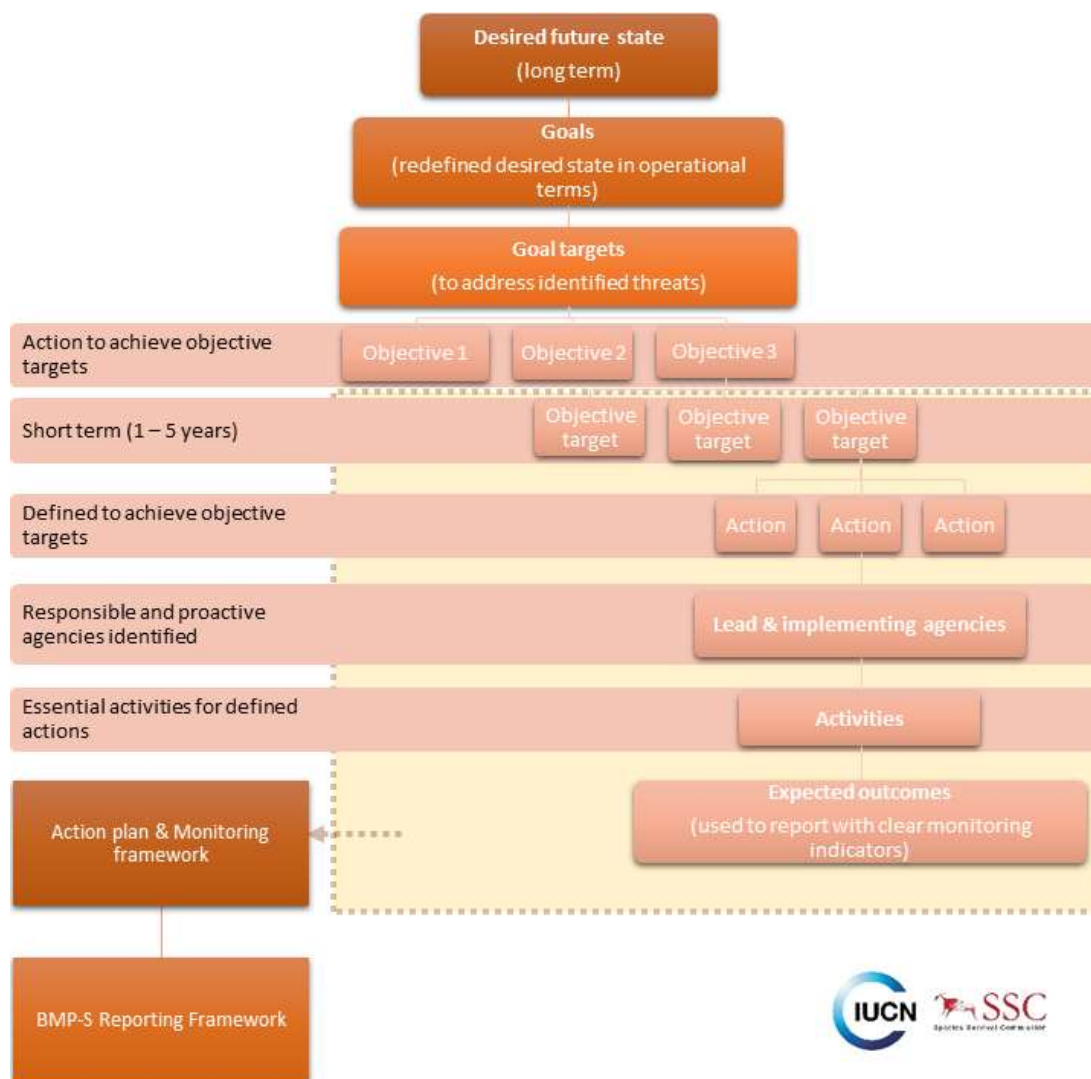 Desired future state
(long term)
Goals
(redefined desired state in operational
terms)
Goal targets
(to address identified threats)
Action to achieve objective
targets
Objective 1
Objective 2
Objective 3
Short term (1 – 5 years)
Objective
target
Objective
target
Objective
target
Defined to achieve objective
targets
Action
Action
Action
Responsible and proactive
agencies identified
Lead & implementing agencies
Essential activities for defined
actions
Activities
Expected outcomes
(used to report with clear monitoring
indicators)
Action plan & Monitoring
framework
BMP-S Reporting Framework
IUCN
SSC
Species Survival Commission